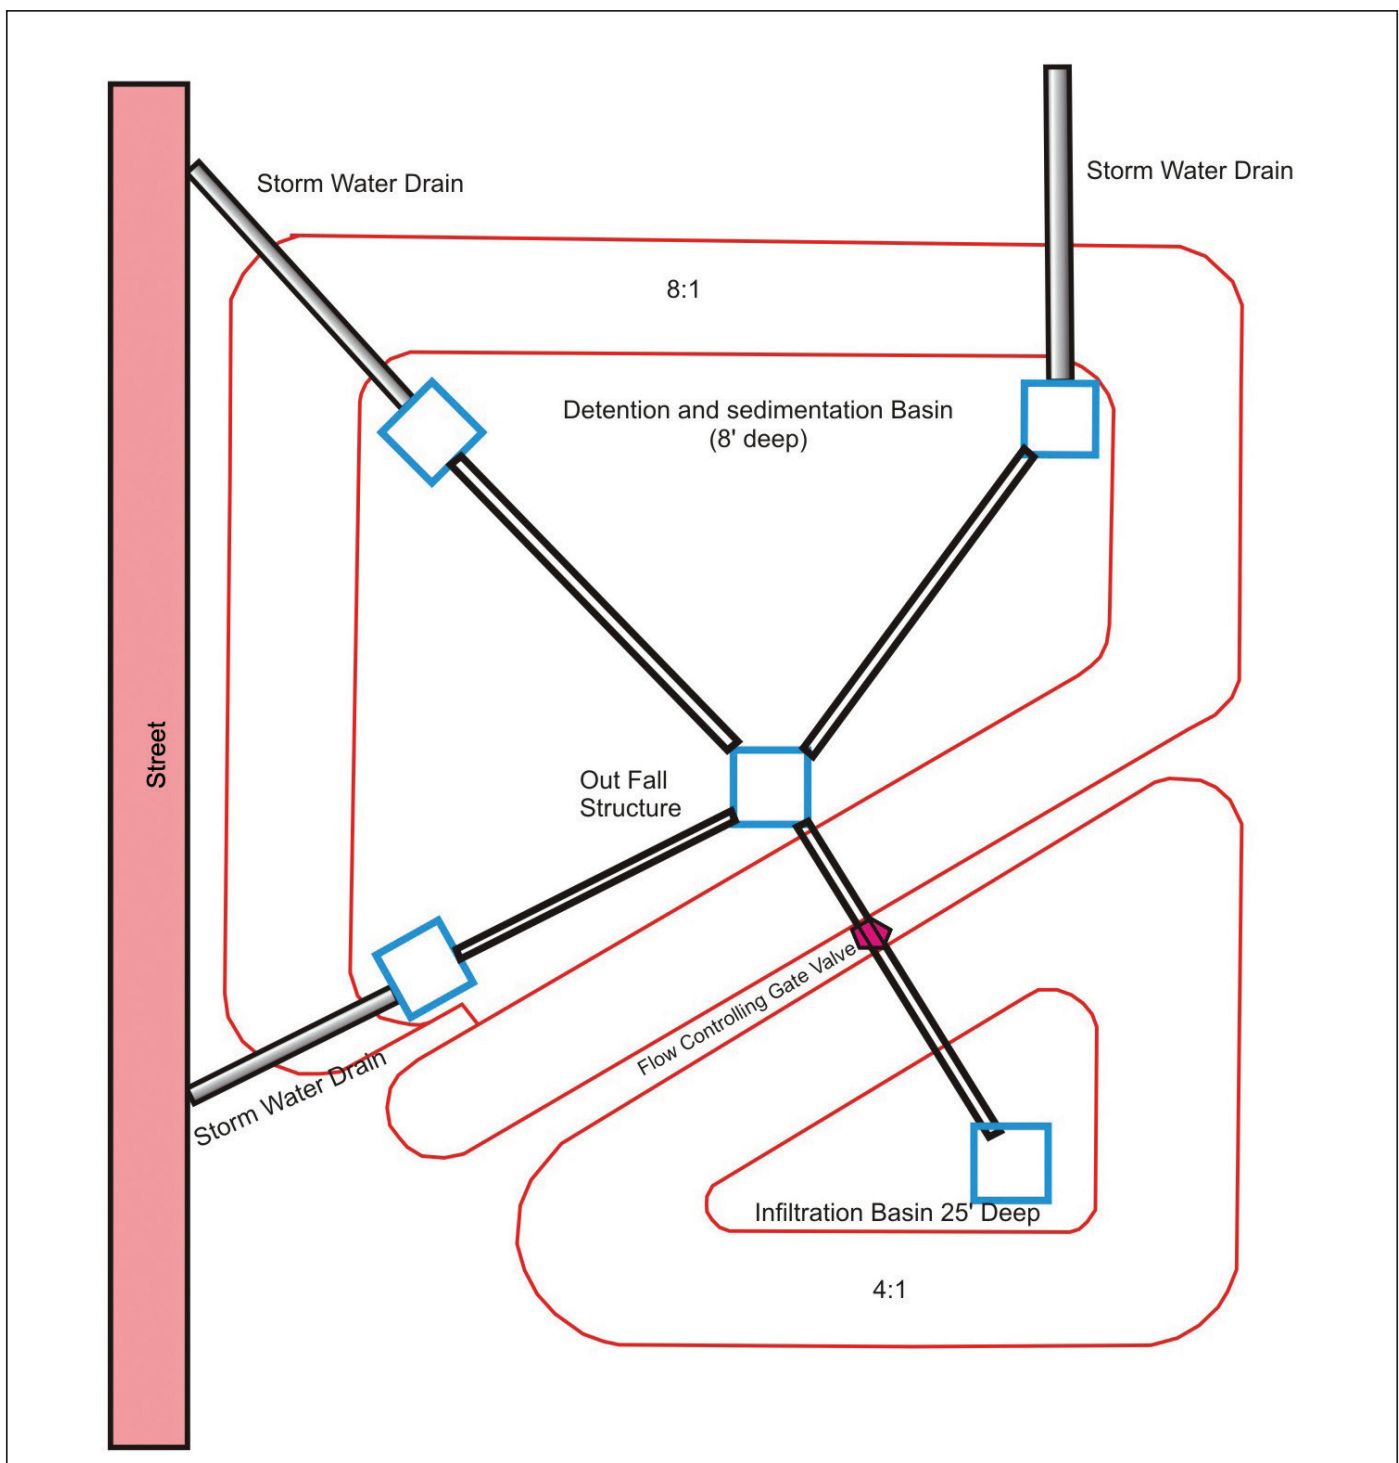 Storm Water Drain
Storm Water Drain
8:1
Detention and sedimentation Basin
(8' deep)
Street
Out Fall
Structure
Flow Controlling Gate Valve
Storm Water Drain
Infiltration Basin 25' Deep
4:1